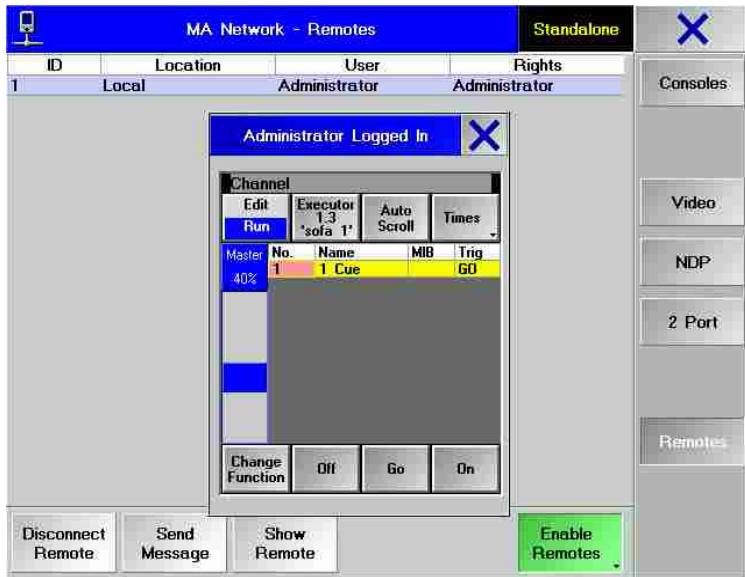 MA Network - Remotes
Standalone
ID Location User Rights
1 Local Administrator Administrator
Consoles
Video
NDP
2 Port
Remotes
Administrator Logged In
Channel
Edit
Run
Executor
1.3
'sofa 1'
Auto
Scroll
Times
Master
40%
No. Name MIB Trig
1 1 Cue GO
Change
Function
Off
Go
On
Disconnect
Remote
Send
Message
Show
Remote
Enable
Remotes